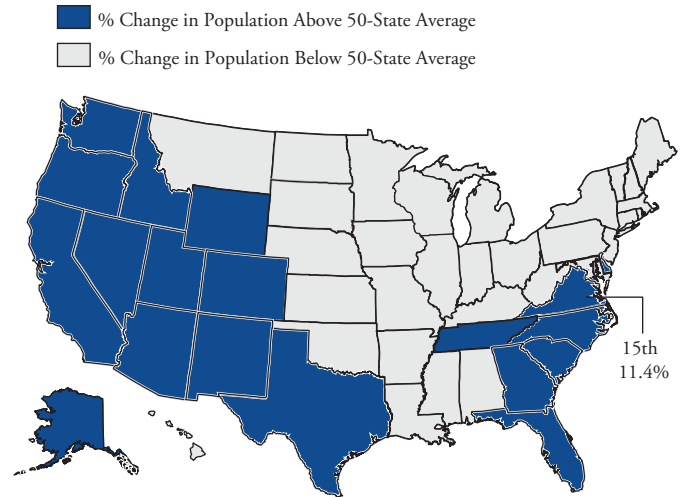 % Change in Population Above 50-State Average
% Change in Population Below 50-State Average
15th
11.4%